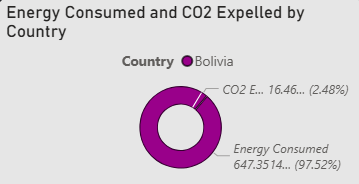 Energy Consumed and CO2 Expelled by
Country
Country Bolivia
CO2 E... 16.46... (2.48%)
Energy Consumed
647.3514... (97.52%)